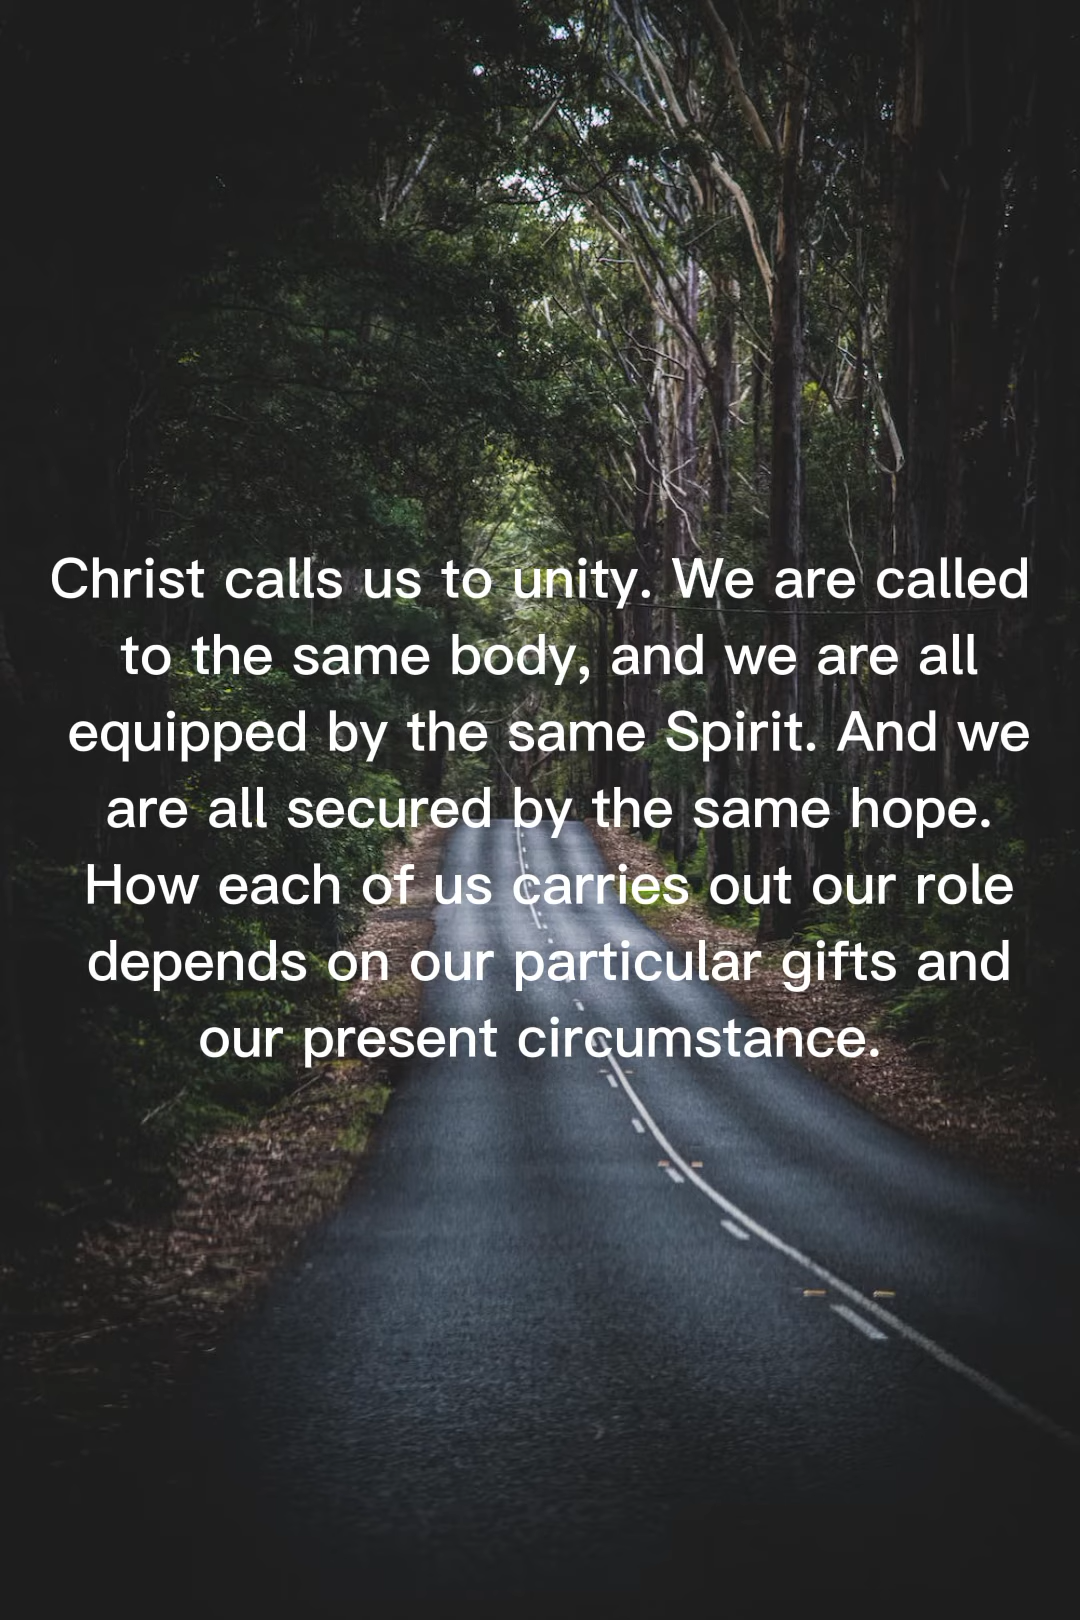 Christ calls us to unity. We are called
to the same body, and we are all
equipped by the same Spirit. And we
are all secured by the same hope.
How each of us carries out our role
depends on our particular gifts and
our present circumstance.